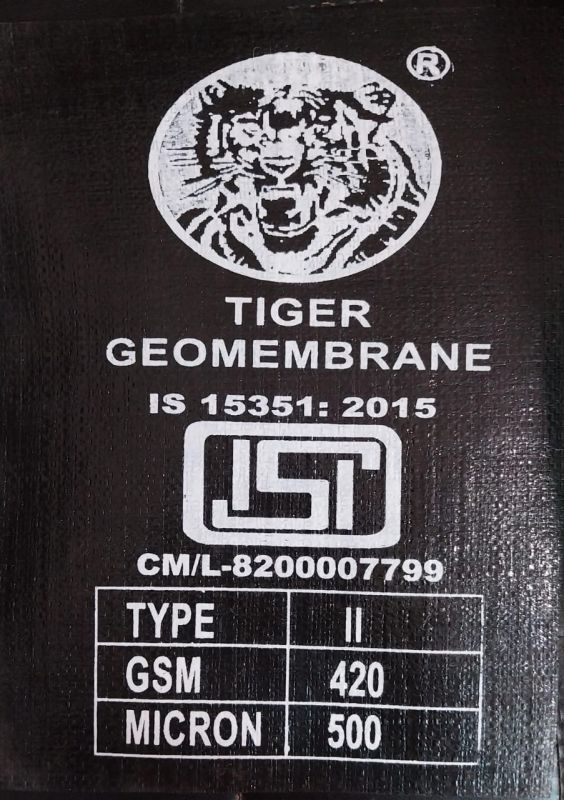 ®
TIGER
GEOMEMBRANE
IS 15351: 2015
ISI
CM/L-8200007799
TYPE II
GSM 420
MICRON 500